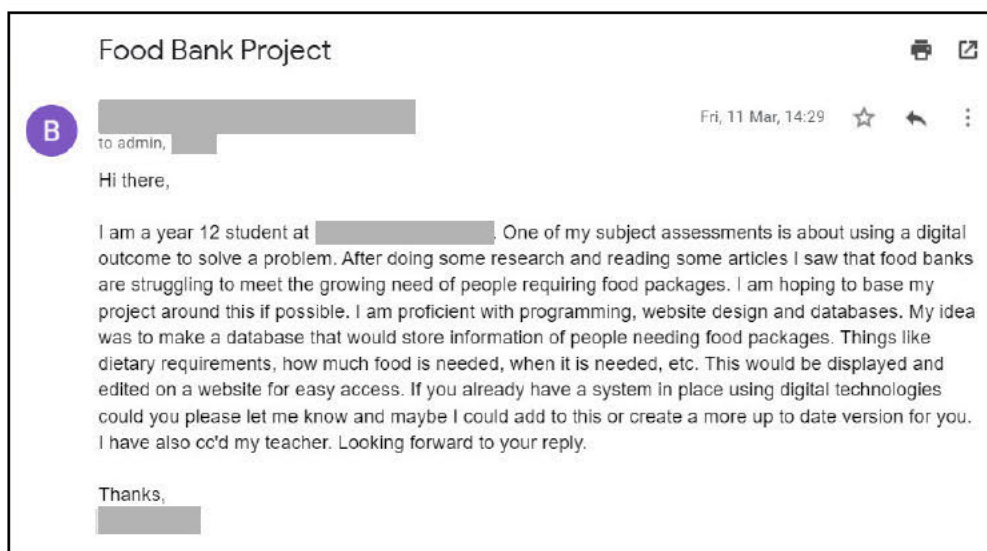 Food Bank Project
B
Fri, 11 Mar, 14:29
to admin,
Hi there,
I am a year 12 student at . One of my subject assessments is about using a digital
outcome to solve a problem. After doing some research and reading some articles I saw that food banks
are struggling to meet the growing need of people requiring food packages. I am hoping to base my
project around this if possible. I am proficient with programming, website design and databases. My idea
was to make a database that would store information of people needing food packages. Things like
dietary requirements, how much food is needed, when it is needed, etc. This would be displayed and
edited on a website for easy access. If you already have a system in place using digital technologies
could you please let me know and maybe I could add to this or create a more up to date version for you.
I have also cc'd my teacher. Looking forward to your reply.
Thanks,